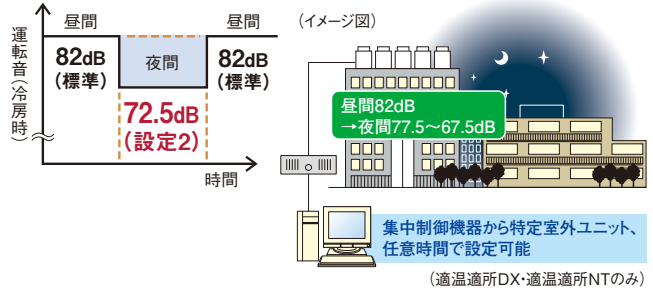 運転音（冷房時）
昼間
昼間
82dB
（標準）
夜間
82dB
（標準）
72.5dB
（設定2）
時間
（イメージ図）
昼間82dB
→夜間77.5～67.5dB
集中制御機器から特定室外ユニット、
任意時間で設定可能
（適温適所DX・適温適所NTのみ）